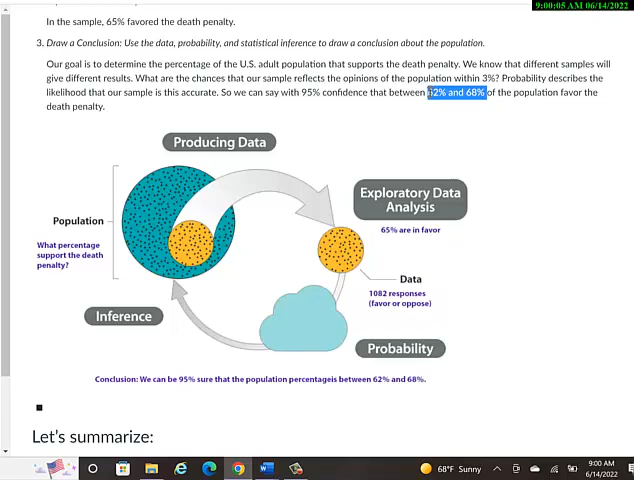 9:00:05 AM 06/14/2022
In the sample, 65% favored the death penalty.
3. Draw a Conclusion: Use the data, probability, and statistical inference to draw a conclusion about the population.
Our goal is to determine the percentage of the U.S. adult population that supports the death penalty. We know that different samples will
give different results. What are the chances that our sample reflects the opinions of the population within 3%? Probability describes the
likelihood that our sample is this accurate. So we can say with 95% confidence that between 62% and 68% of the population favor the
death penalty.
Producing Data
Exploratory Data
Analysis
65% are in favor
Population
What percentage
support the death
penalty?
Data
1082 responses
(favor or oppose)
Inference
Probability
Conclusion: We can be 95% sure that the population percentageis between 62% and 68%.
Let's summarize:
68°F Sunny
9:00 AM
6/14/2022